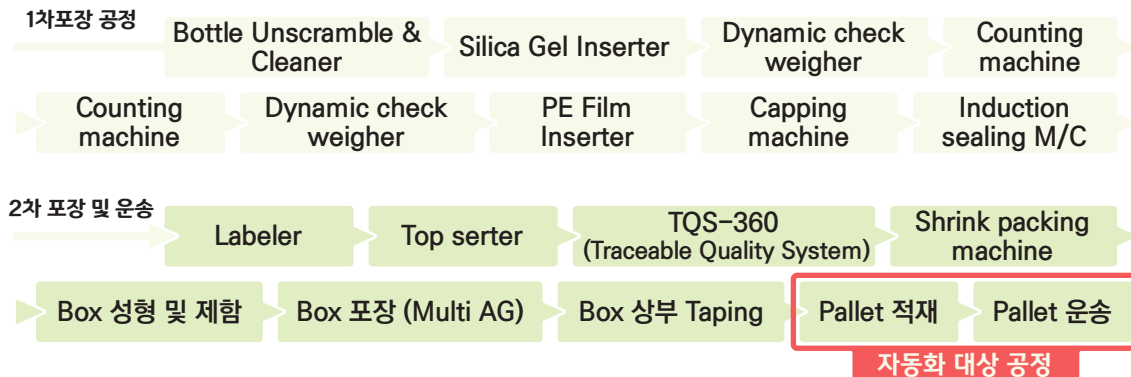 1차포장 공정
Bottle Unscramble &
Cleaner
Silica Gel Inserter
Dynamic check
weigher
Counting
machine
Counting
machine
Dynamic check
weigher
PE Film
Inserter
Capping
machine
Induction
sealing M/C
2차 포장 및 운송
Labeler
Top serter
TQS-360
(Traceable Quality System)
Shrink packing
machine
Box 성형 및 제함
Box 포장 (Multi AG)
Box 상부 Taping
Pallet 적재
Pallet 운송
자동화 대상 공정